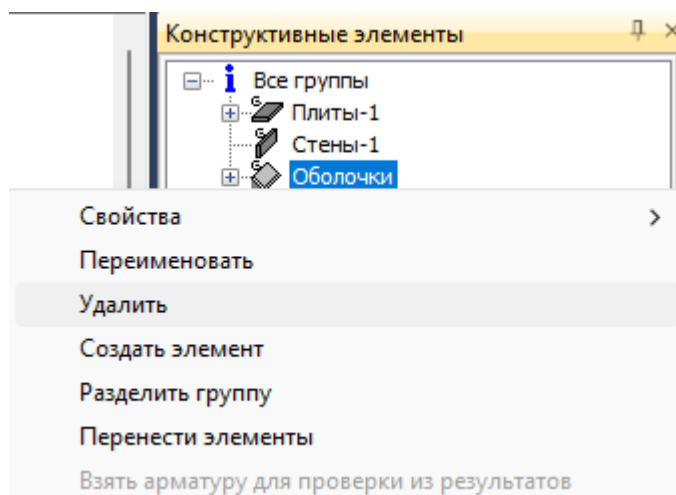 Конструктивные элементы
Все группы
Плиты-1
Стены-1
Оболочки
Свойства
Переименовать
Удалить
Создать элемент
Разделить группу
Перенести элементы
Взять арматуру для проверки из результатов